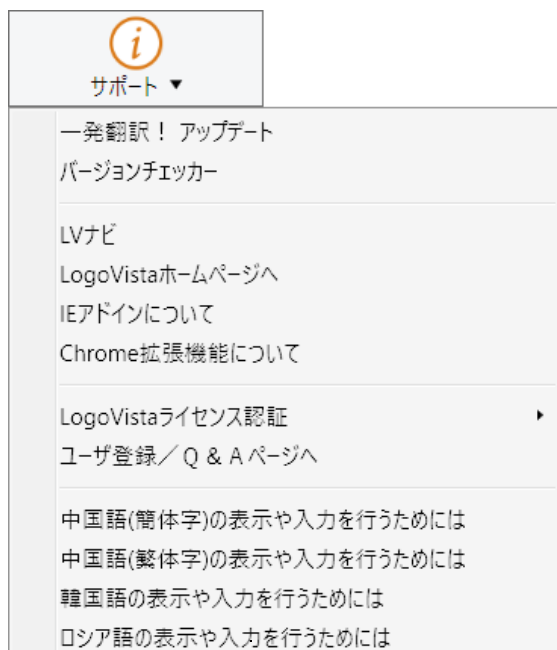 サポート ▼
一発翻訳！ アップデート
バージョンチェッカー
LVナビ
LogoVistaホームページへ
IEアドインについて
Chrome拡張機能について
LogoVistaライセンス認証
ユーザ登録／Q & A ページへ
中国語(簡体字)の表示や入力を行うためには
中国語(繁体字)の表示や入力を行うためには
韓国語の表示や入力を行うためには
ロシア語の表示や入力を行うためには